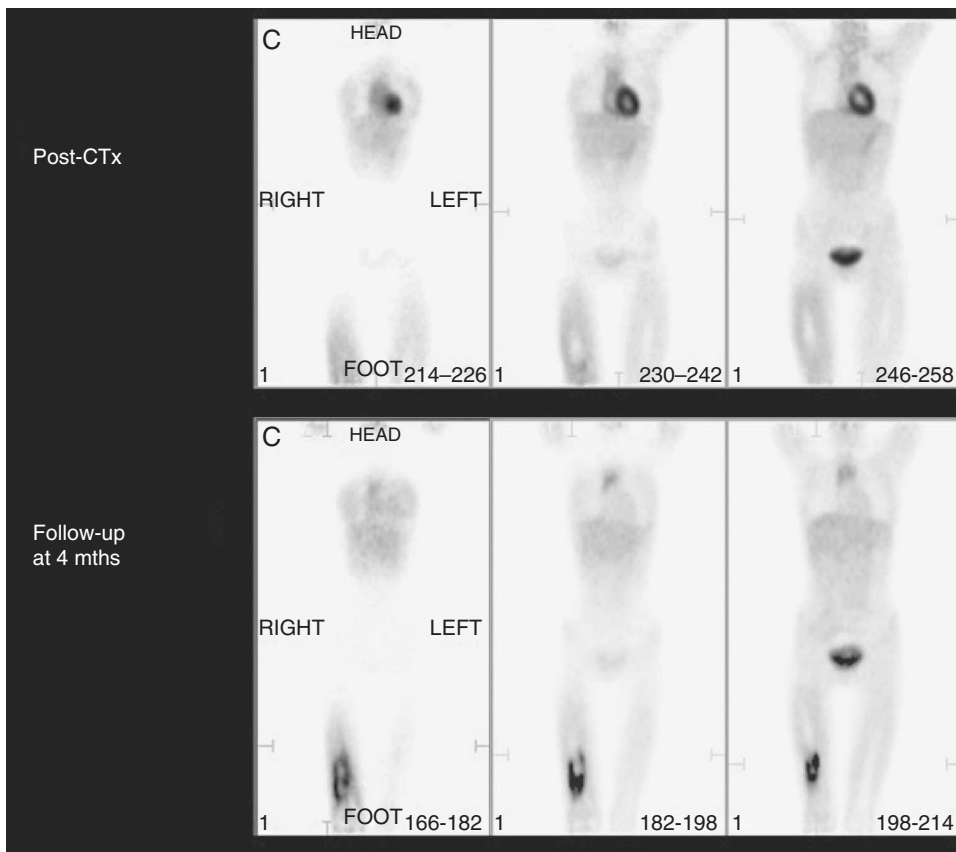 C
HEAD
Post-CTx
RIGHT LEFT
1 FOOT 214–226 1 230–242 1 246-258
C
HEAD
Follow-up
at 4 mths
RIGHT LEFT
1 FOOT 166-182 1 182-198 1 198-214